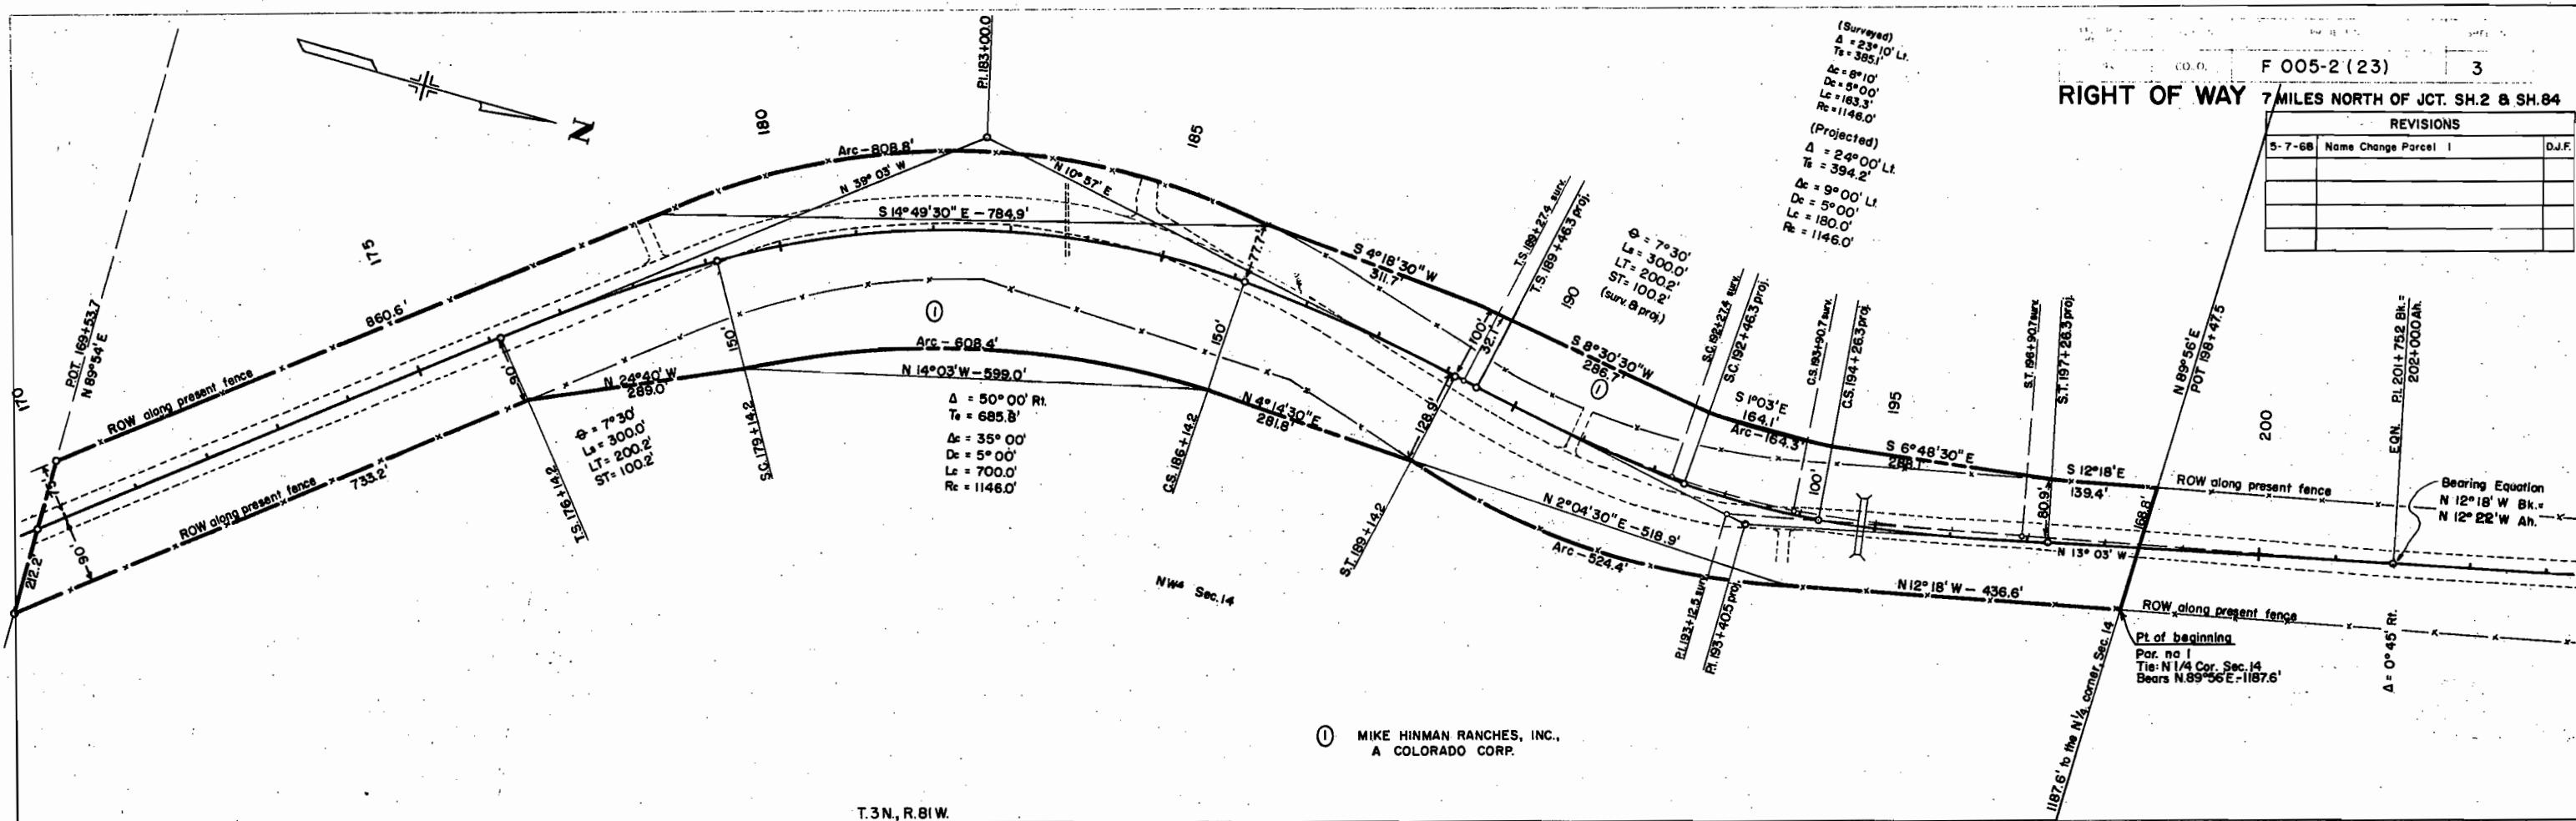 F 005-2 (23)
3
RIGHT OF WAY 7 MILES NORTH OF JCT. SH.2 & SH.84
REVISIONS
5-7-68 Name Change Parcel 1 D.J.F.
N
170
175
180
185
190
195
200
P.O.T. 169+53.7
N 89°54' E
ROW along present fence
860.6'
212.2'
75'
90'
ROW along present fence
733.2'
90'
T.S. 176+14.2
N 24°40' W
289.0'
θ = 7°30'
Ls = 300.0'
LT = 200.2'
ST = 100.2'
150'
S.C. 179+14.2
Arc-808.8'
N 39°03' W
P.I. 183+00.0
N 10°57' E
S 14°49'30" E - 784.9'
1
Arc-608.4'
N 14°03' W-599.0'
Δ = 50°00' Rt.
Ts = 685.8'
Δc = 35°00'
Dc = 5°00'
Lc = 700.0'
Rc = 1146.0'
77.7'
150'
C.S. 186+14.2
N 4°14'30" E
281.8'
S 4°18'30" W
311.7'
T.S. 189+27.4 surv.
T.S. 189+46.3 proj.
100'
32.1'
128.9'
S.T. 189+14.2
θ = 7°30'
Ls = 300.0'
LT = 200.2'
ST = 100.2'
(surv. & proj.)
(Surveyed)
Δ = 23°10' Lt.
Ts = 385.1'
Δc = 8°10'
Dc = 5°00'
Lc = 163.3'
Rc = 1146.0'
(Projected)
Δ = 24°00' Lt.
Ts = 394.2'
Δc = 9°00' Lt.
Dc = 5°00'
Lc = 180.0'
Rc = 1146.0'
S 8°30'30" W
286.7'
1
S.C. 192+27.4 surv.
S.C. 192+46.3 proj.
N 2°04'30" E - 518.9'
Arc-524.4'
P.I. 193+12.5 surv.
P.I. 193+40.5 proj.
S 1°03' E
164.1'
Arc-164.3'
C.S. 193+90.7 surv.
C.S. 194+26.3 proj.
100'
S 6°48'30" E
S.T. 196+90.7 surv.
S.T. 197+26.3 proj.
80.9'
S 12°18' E
139.4'
N 13°03' W
N 12°18' W - 436.6'
N 89°56' E
POT 198+47.5
168.8'
ROW along present fence
ROW along present fence
EQN. P.I. 201+75.2 Bk.=
202+00.0 Ah.
Bearing Equation
N 12°18' W Bk.=
N 12°22' W Ah.
Δ = 0°45' Rt.
Pt. of beginning
Par. no 1
Tie: N 1/4 Cor. Sec. 14
Bears N.89°56'E-1187.6'
1187.6' to the N 1/4 corner, Sec. 14
NW4 Sec. 14
1 MIKE HINMAN RANCHES, INC.,
A COLORADO CORP.
T.3 N., R.81 W.